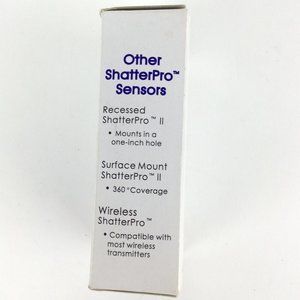 Other
ShatterPro™
Sensors
Recessed
ShatterPro™ II
• Mounts in a
one-inch hole
Surface Mount
ShatterPro™ II
• 360° Coverage
Wireless
ShatterPro™
• Compatible with
most wireless
transmitters